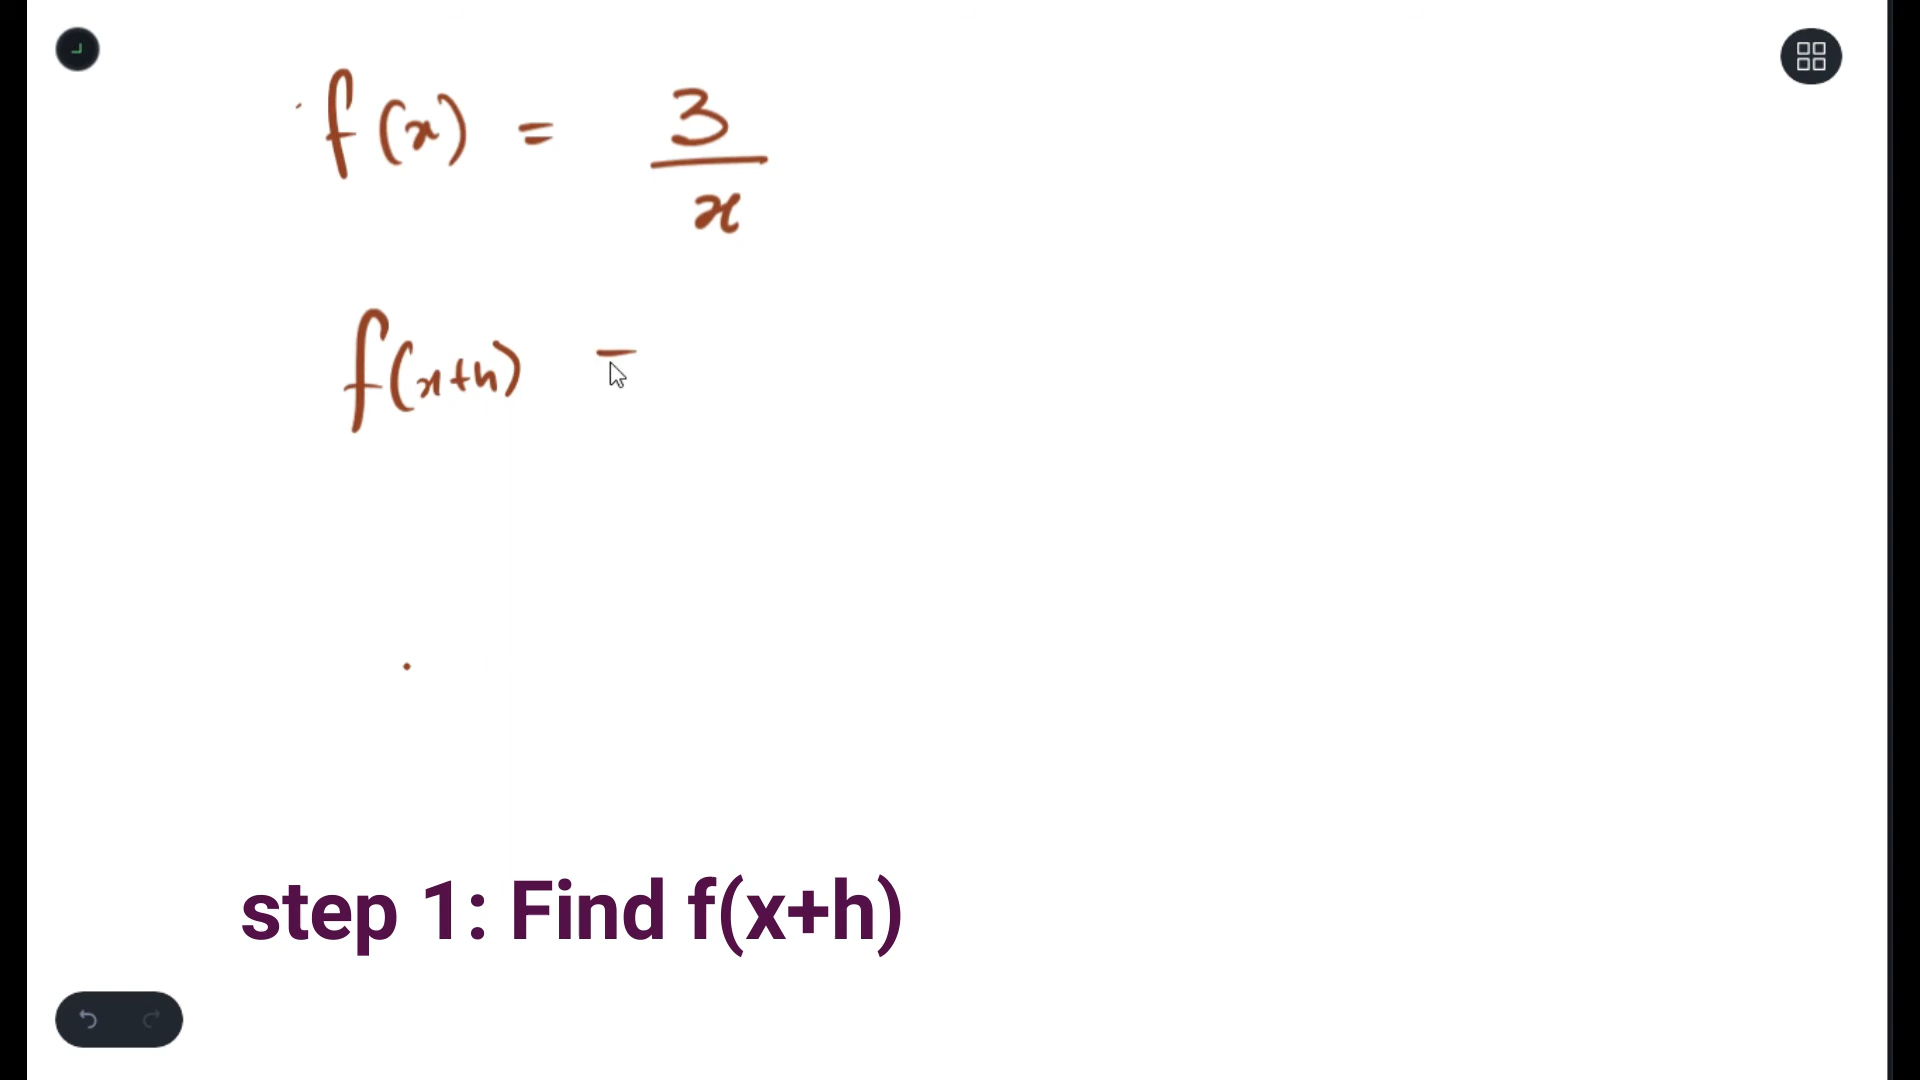 f(x) = 3/x
f(x+h) =
step 1: Find f(x+h)